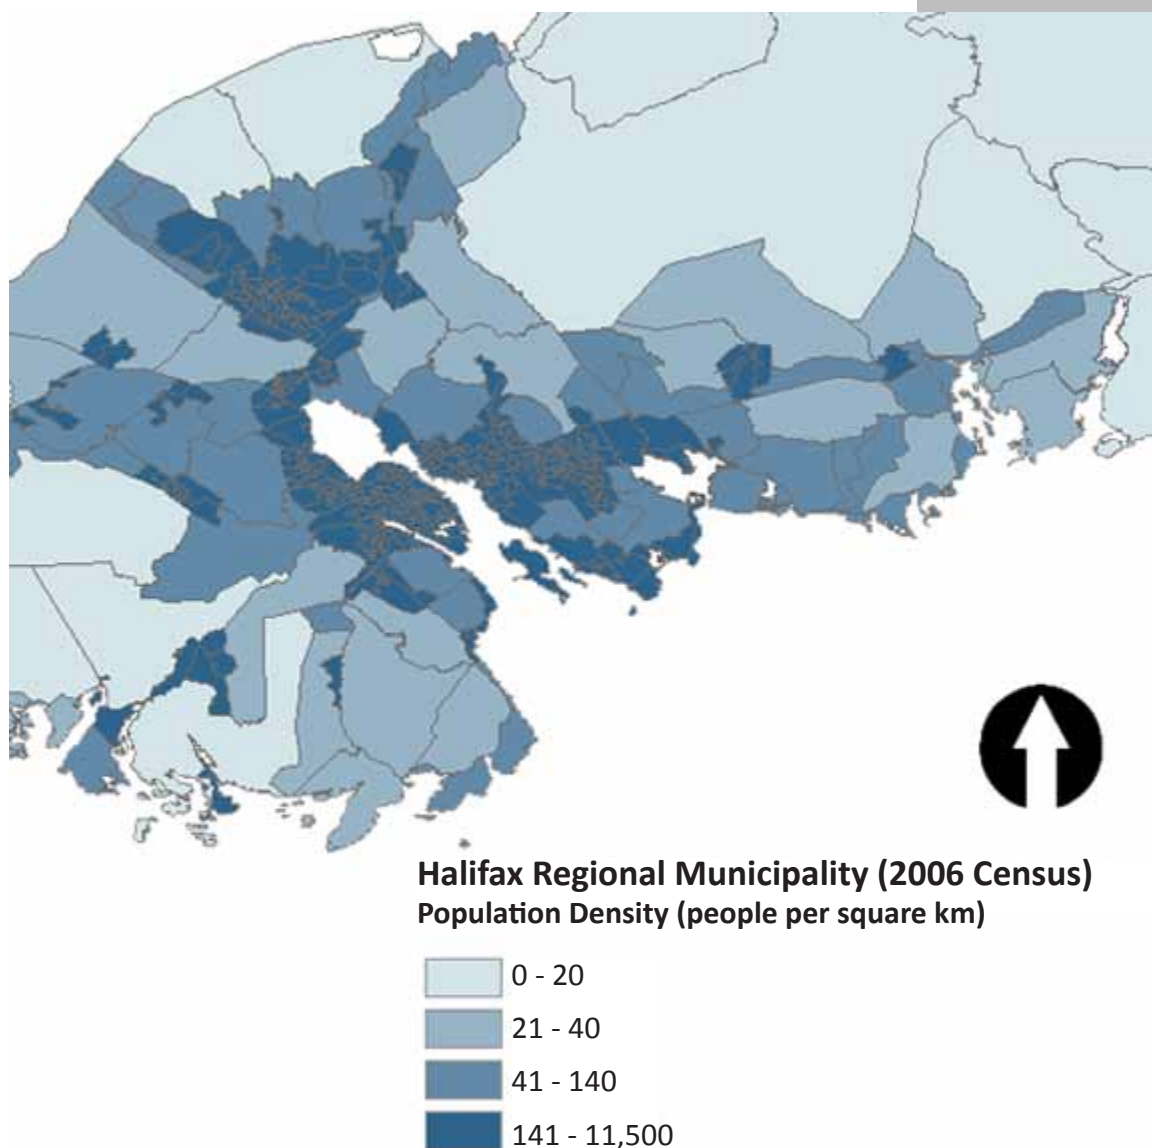 Halifax Regional Municipality (2006 Census)
Population Density (people per square km)
0 - 20
21 - 40
41 - 140
141 - 11,500